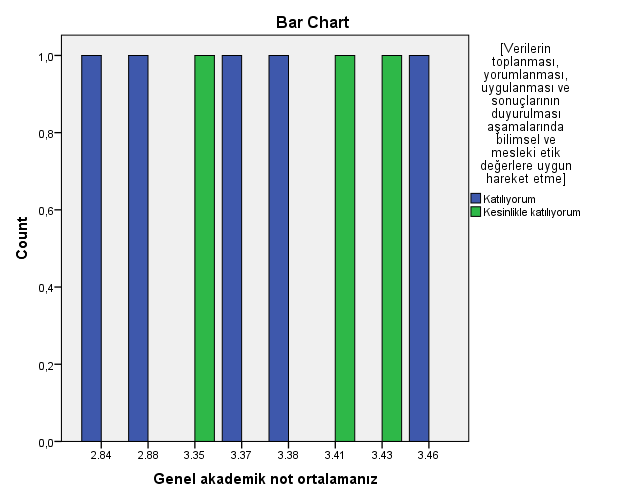 Bar Chart
[Verilerin
toplanması,
yorumlanması,
uygulanması ve
sonuçlarının
duyurulması
aşamalarında
bilimsel ve
mesleki etik
değerlere uygun
hareket etme]
Katılıyorum
Kesinlikle katılıyorum
Count
1,0
0,8
0,6
0,4
0,2
0,0
2.84 2.88 3.35 3.37 3.38 3.41 3.43 3.46
Genel akademik not ortalamanız